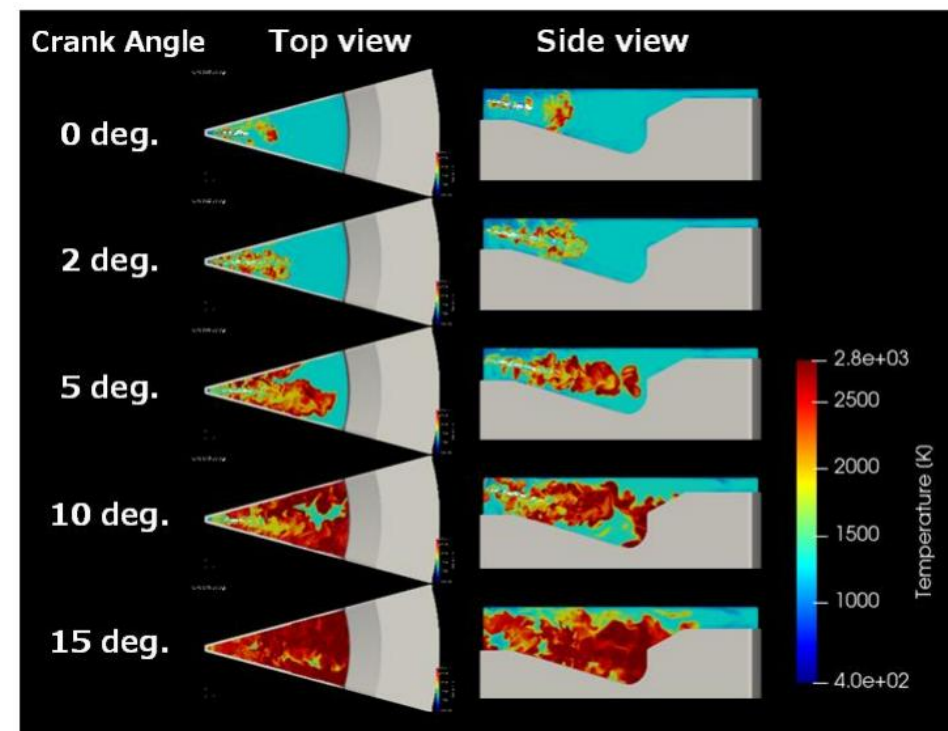 Crank Angle Top view Side view
0 deg.
2 deg.
5 deg.
10 deg.
15 deg.
2.8e+03
2500
2000
1500
1000
4.0e+02
Temperature (K)